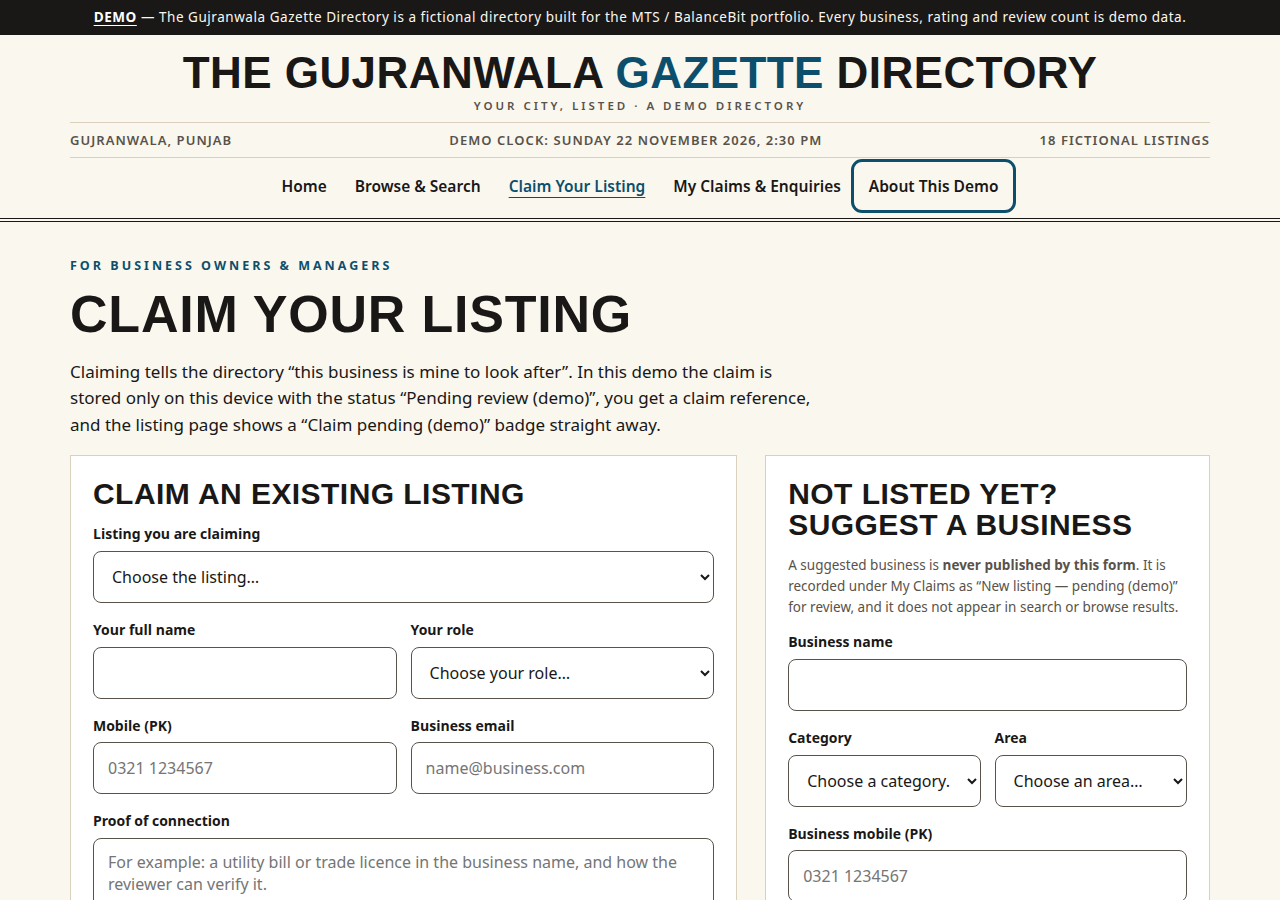 DEMO — The Gujranwala Gazette Directory is a fictional directory built for the MTS / BalanceBit portfolio. Every business, rating and review count is demo data.
THE GUJRANWALA GAZETTE DIRECTORY
YOUR CITY, LISTED · A DEMO DIRECTORY
GUJRANWALA, PUNJAB
DEMO CLOCK: SUNDAY 22 NOVEMBER 2026, 2:30 PM
18 FICTIONAL LISTINGS
Home
Browse & Search
Claim Your Listing
My Claims & Enquiries
About This Demo
FOR BUSINESS OWNERS & MANAGERS
CLAIM YOUR LISTING
Claiming tells the directory “this business is mine to look after”. In this demo the claim is
stored only on this device with the status “Pending review (demo)”, you get a claim reference,
and the listing page shows a “Claim pending (demo)” badge straight away.
CLAIM AN EXISTING LISTING
Listing you are claiming
Choose the listing...
Your full name
Your role
Choose your role...
Mobile (PK)
Business email
0321 1234567
name@business.com
Proof of connection
For example: a utility bill or trade licence in the business name, and how the
reviewer can verify it.
NOT LISTED YET?
SUGGEST A BUSINESS
A suggested business is never published by this form. It is
recorded under My Claims as “New listing — pending (demo)”
for review, and it does not appear in search or browse results.
Business name
Category
Area
Choose a category.
Choose an area...
Business mobile (PK)
0321 1234567